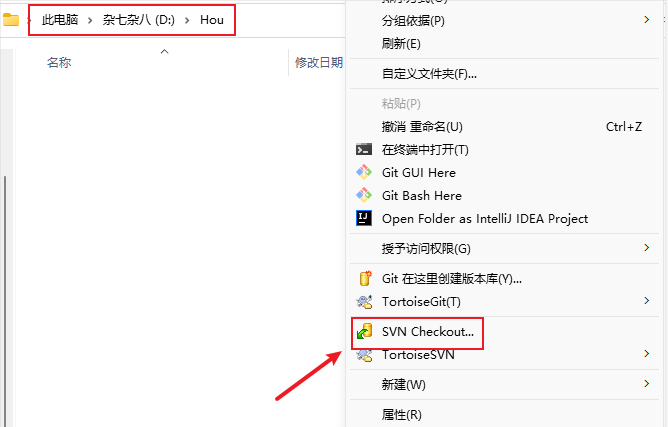 此电脑 > 杂七杂八 (D:) > Hou
名称
修改日期
分组依据(P)
刷新(E)
自定义文件夹(F)...
粘贴(P)
撤消 重命名(U) Ctrl+Z
在终端中打开(T)
Git GUI Here
Git Bash Here
Open Folder as IntelliJ IDEA Project
授予访问权限(G)
Git 在这里创建版本库(Y)...
TortoiseGit(T)
SVN Checkout...
TortoiseSVN
新建(W)
属性(R)